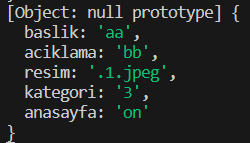 [Object: null prototype] {
  baslik: 'aa',
  aciklama: 'bb',
  resim: '.1.jpeg',
  kategori: '3',
  anasayfa: 'on'
}